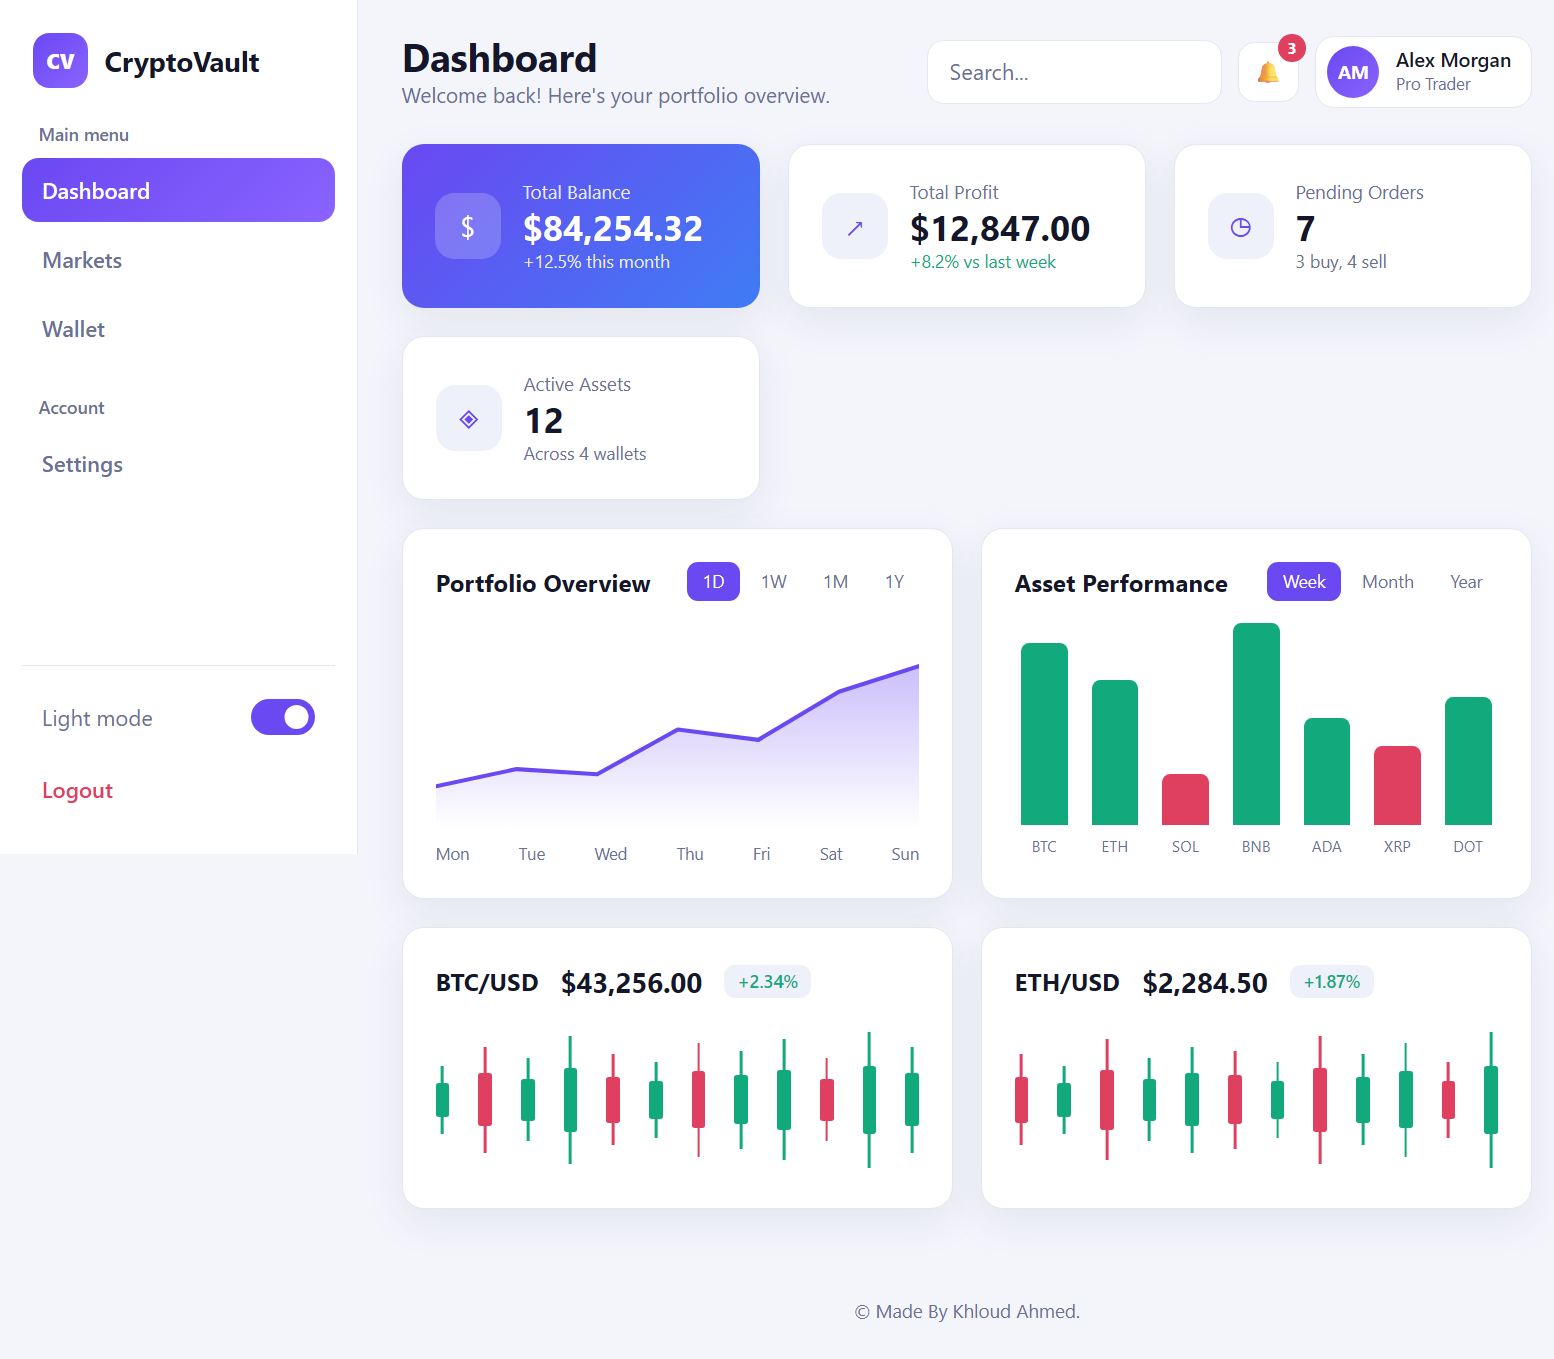 CV
CryptoVault
Main menu
Dashboard
Markets
Wallet
Account
Settings
Light mode
Logout
Dashboard
Welcome back! Here's your portfolio overview.
Search...
3
AM
Alex Morgan
Pro Trader
$
Total Balance
$84,254.32
+12.5% this month
Total Profit
$12,847.00
+8.2% vs last week
Pending Orders
7
3 buy, 4 sell
Active Assets
12
Across 4 wallets
Portfolio Overview
1D 1W 1M 1Y
Mon Tue Wed Thu Fri Sat Sun
Asset Performance
Week Month Year
BTC ETH SOL BNB ADA XRP DOT
BTC/USD $43,256.00 +2.34%
ETH/USD $2,284.50 +1.87%
© Made By Khloud Ahmed.